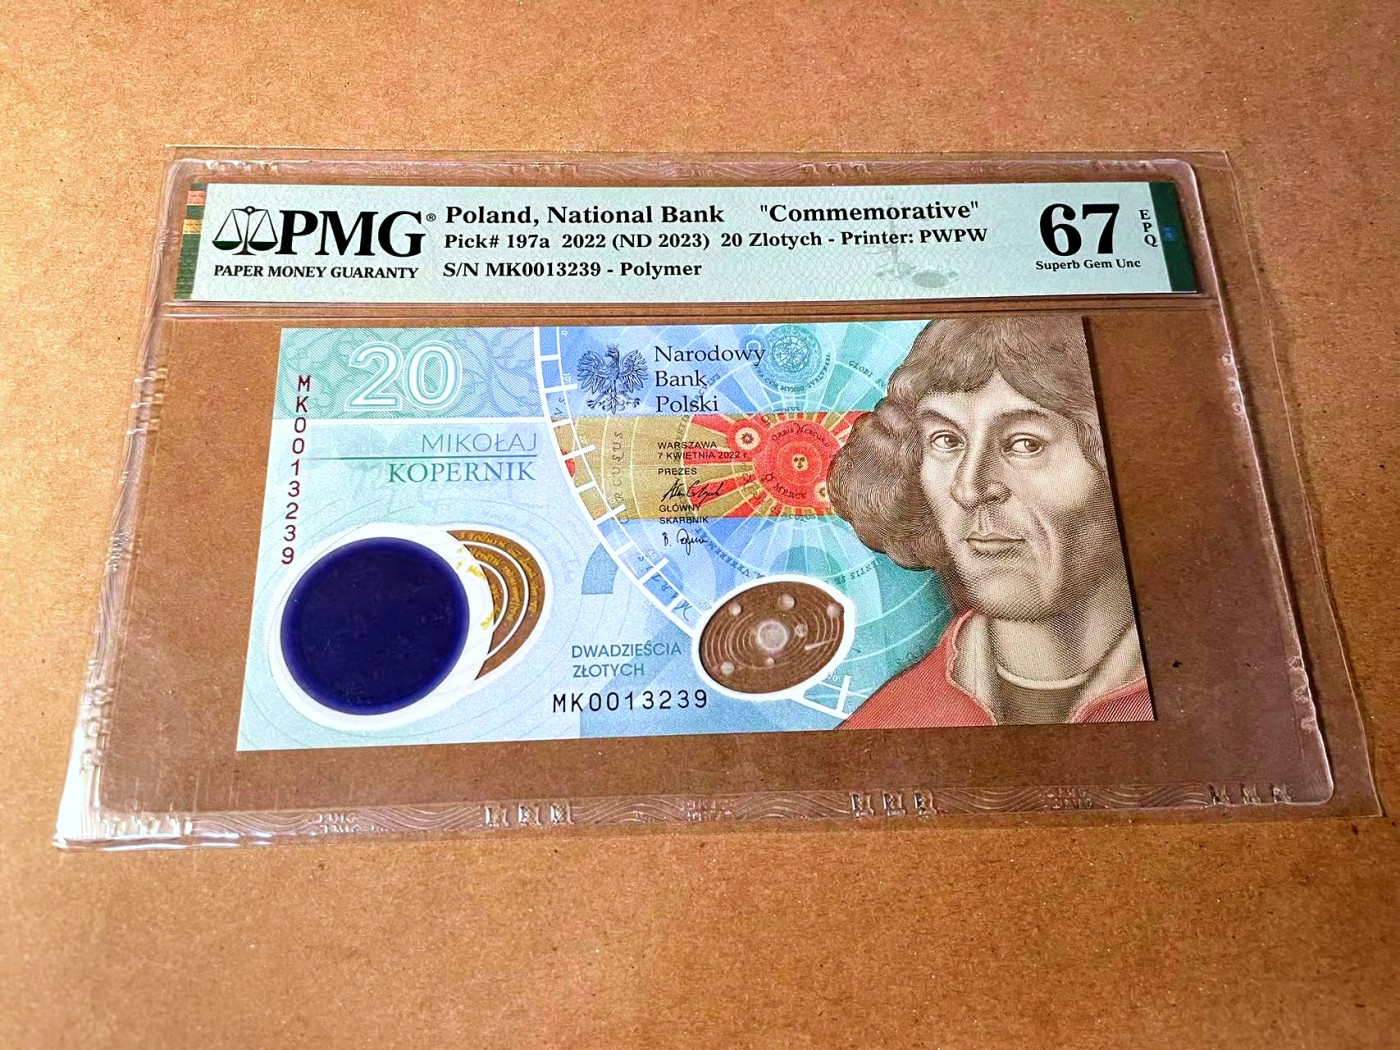 PMG®
PAPER MONEY GUARANTY
Poland, National Bank "Commemorative"
Pick# 197a 2022 (ND 2023) 20 Zlotych - Printer: PWPW
S/N MK0013239 - Polymer
67
EPQ
Superb Gem Unc
20
MK0013239
MIKOŁAJ
KOPERNIK
Narodowy
Bank
Polski
WARSZAWA
7 KWIETNIA 2022 r
PREZES
GŁÓWNY
SKARBNIK
DWADZIEŚCIA
ZŁOTYCH
MK0013239